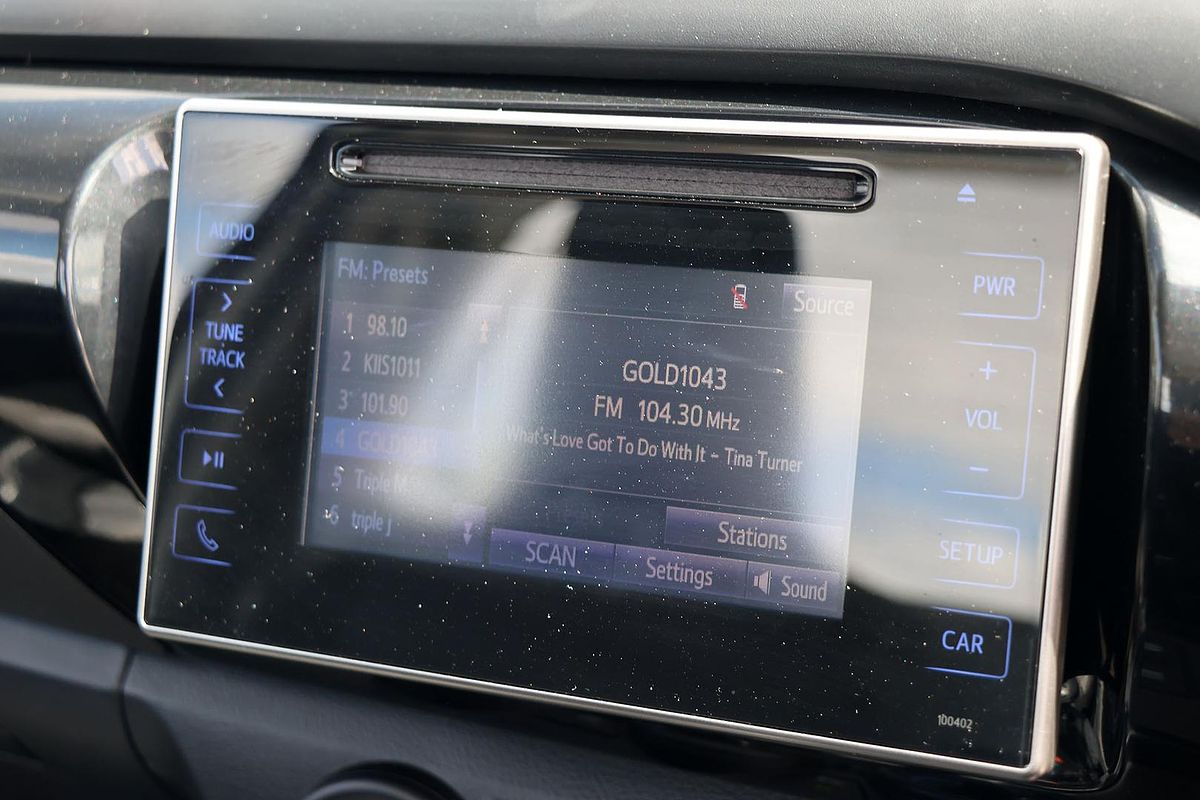 AUDIO
TUNE
TRACK
FM: Presets
1 98.10
2 KIIS1011
3 101.90
4 GOLD1043
5 Triple M
6 triple j
Source
GOLD1043
FM 104.30 MHz
What's Love Got To Do With It - Tina Turner
Stations
SCAN
Settings
Sound
PWR
+
VOL
-
SETUP
CAR
100402